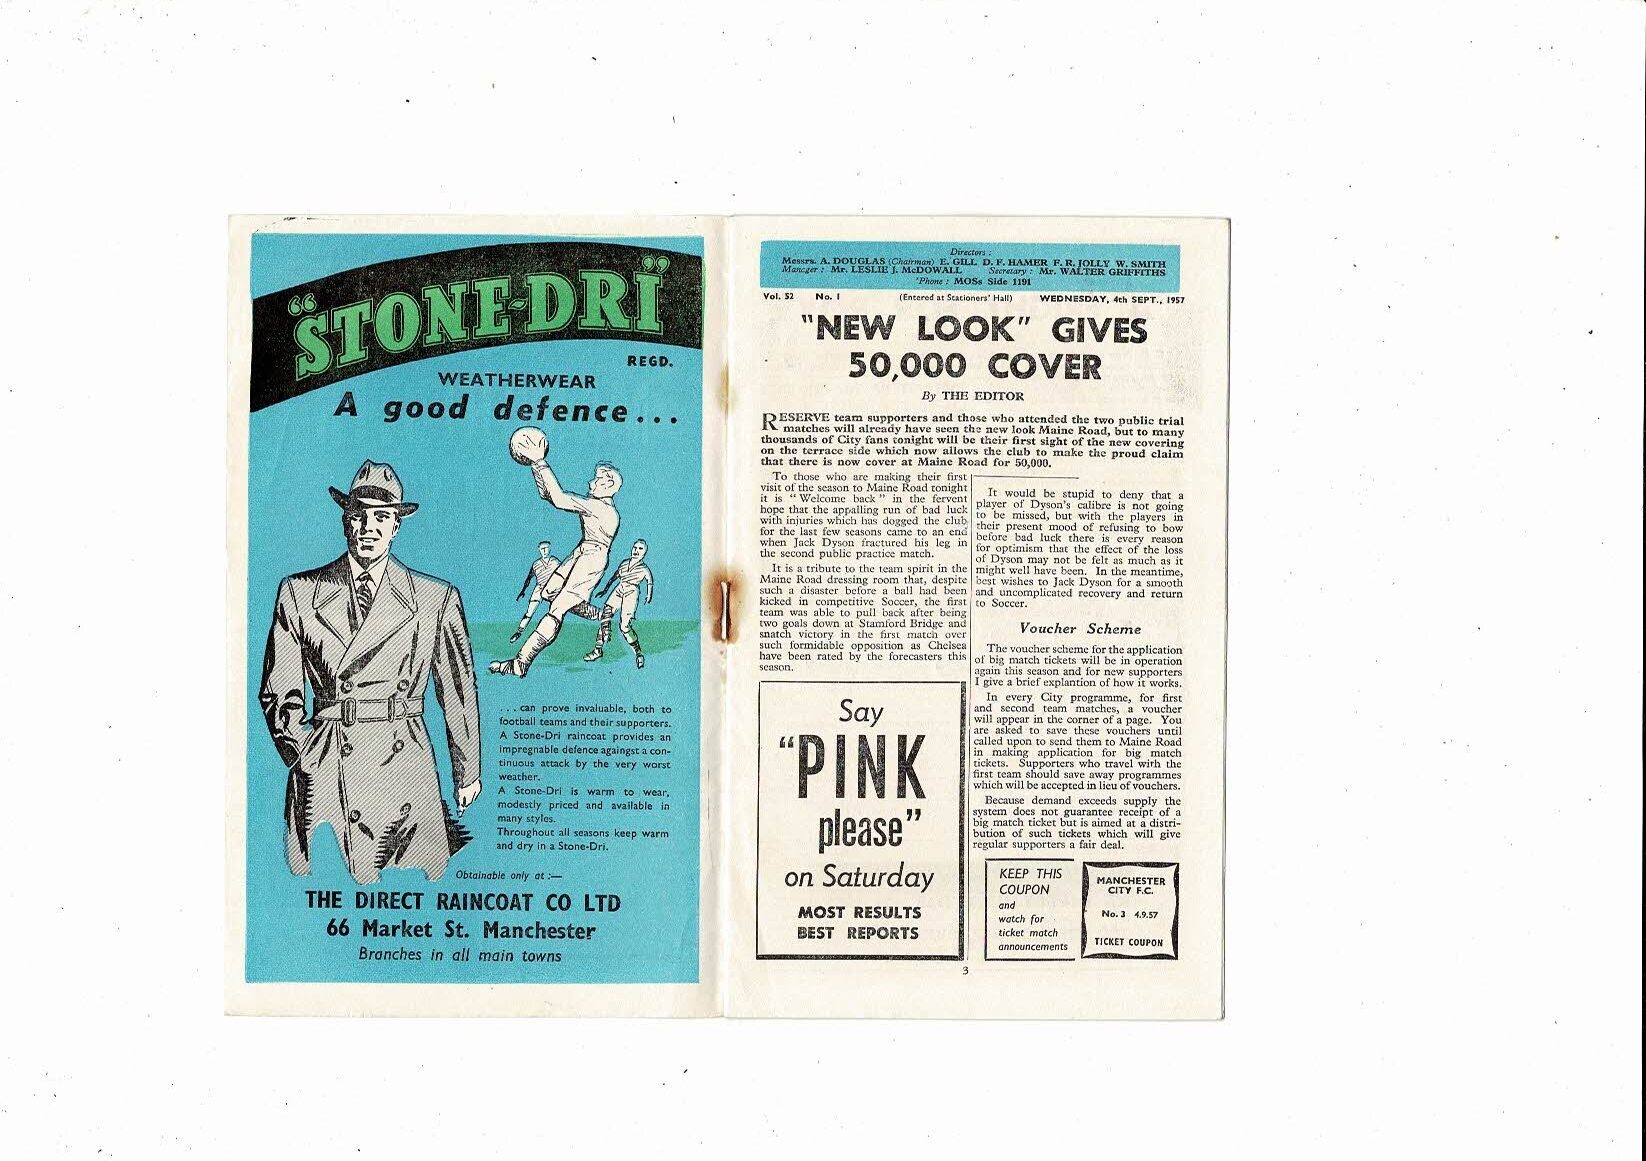 "STONE-DRI"
REGD.
WEATHERWEAR
A good defence...
...can prove invaluable, both to
football teams and their supporters.
A Stone-Dri raincoat provides an
impregnable defence againgst a con-
tinuous attack by the very worst
weather.
A Stone-Dri is warm to wear,
modestly priced and available in
many styles.
Throughout all seasons keep warm
and dry in a Stone-Dri.
Obtainable only at :—
THE DIRECT RAINCOAT CO LTD
66 Market St. Manchester
Branches in all main towns
Directors :
Messrs. A. DOUGLAS (Chairman) E. GILL D. F. HAMER F. R. JOLLY W. SMITH
Manager : Mr. LESLIE J. McDOWALL Secretary : Mr. WALTER GRIFFITHS
'Phone : MOSs Side 1191
Vol. 52 No. 1 (Entered at Stationers' Hall) WEDNESDAY, 4th SEPT., 1957
"NEW LOOK" GIVES
50,000 COVER
By THE EDITOR
RESERVE team supporters and those who attended the two public trial
matches will already have seen the new look Maine Road, but to many
thousands of City fans tonight will be their first sight of the new covering
on the terrace side which now allows the club to make the proud claim
that there is now cover at Maine Road for 50,000.
To those who are making their first
visit of the season to Maine Road tonight
it is "Welcome back" in the fervent
hope that the appalling run of bad luck
with injuries which has dogged the club
for the last few seasons came to an end
when Jack Dyson fractured his leg in
the second public practice match.
It is a tribute to the team spirit in the
Maine Road dressing room that, despite
such a disaster before a ball had been
kicked in competitive Soccer, the first
team was able to pull back after being
two goals down at Stamford Bridge and
snatch victory in the first match over
such formidable opposition as Chelsea
have been rated by the forecasters this
season.
Say
"PINK
please"
on Saturday
MOST RESULTS
BEST REPORTS
It would be stupid to deny that a
player of Dyson's calibre is not going
to be missed, but with the players in
their present mood of refusing to bow
before bad luck there is every reason
for optimism that the effect of the loss
of Dyson may not be felt as much as it
might well have been. In the meantime,
best wishes to Jack Dyson for a smooth
and uncomplicated recovery and return
to Soccer.
Voucher Scheme
The voucher scheme for the application
of big match tickets will be in operation
again this season and for new supporters
I give a brief explantion of how it works.
In every City programme, for first
and second team matches, a voucher
will appear in the corner of a page. You
are asked to save these vouchers until
called upon to send them to Maine Road
in making application for big match
tickets. Supporters who travel with the
first team should save away programmes
which will be accepted in lieu of vouchers.
Because demand exceeds supply the
system does not guarantee receipt of a
big match ticket but is aimed at a distri-
bution of such tickets which will give
regular supporters a fair deal.
KEEP THIS
COUPON
and
watch for
ticket match
announcements
MANCHESTER
CITY F.C.
No. 3 4.9.57
TICKET COUPON
3